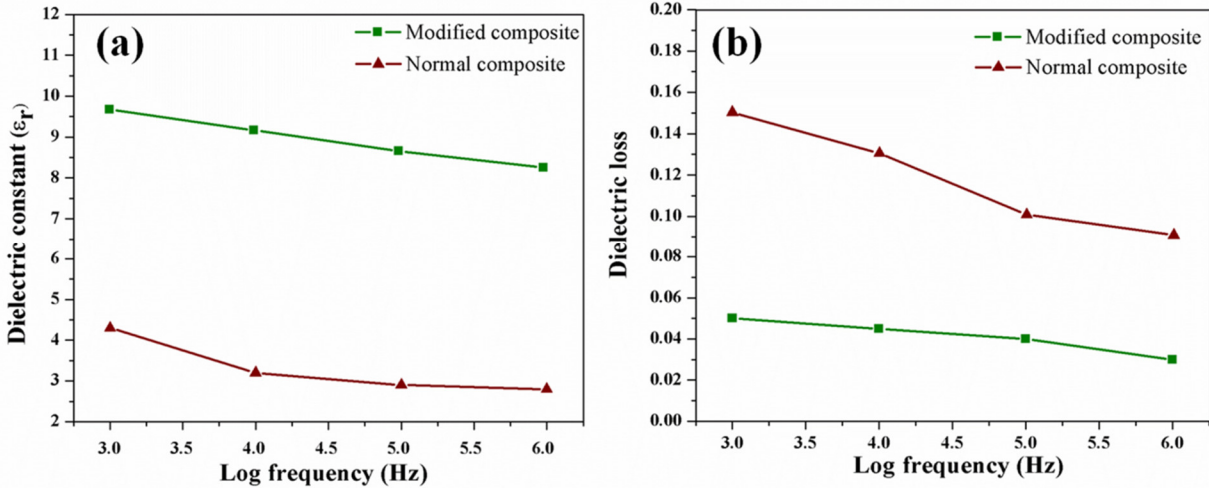 (a)
Modified composite
Normal composite
Dielectric constant (εr)
12
11
10
9
8
7
6
5
4
3
2
3.0 3.5 4.0 4.5 5.0 5.5 6.0
Log frequency (Hz)
(b)
Modified composite
Normal composite
Dielectric loss
0.20
0.18
0.16
0.14
0.12
0.10
0.08
0.06
0.04
0.02
0.00
3.0 3.5 4.0 4.5 5.0 5.5 6.0
Log frequency (Hz)